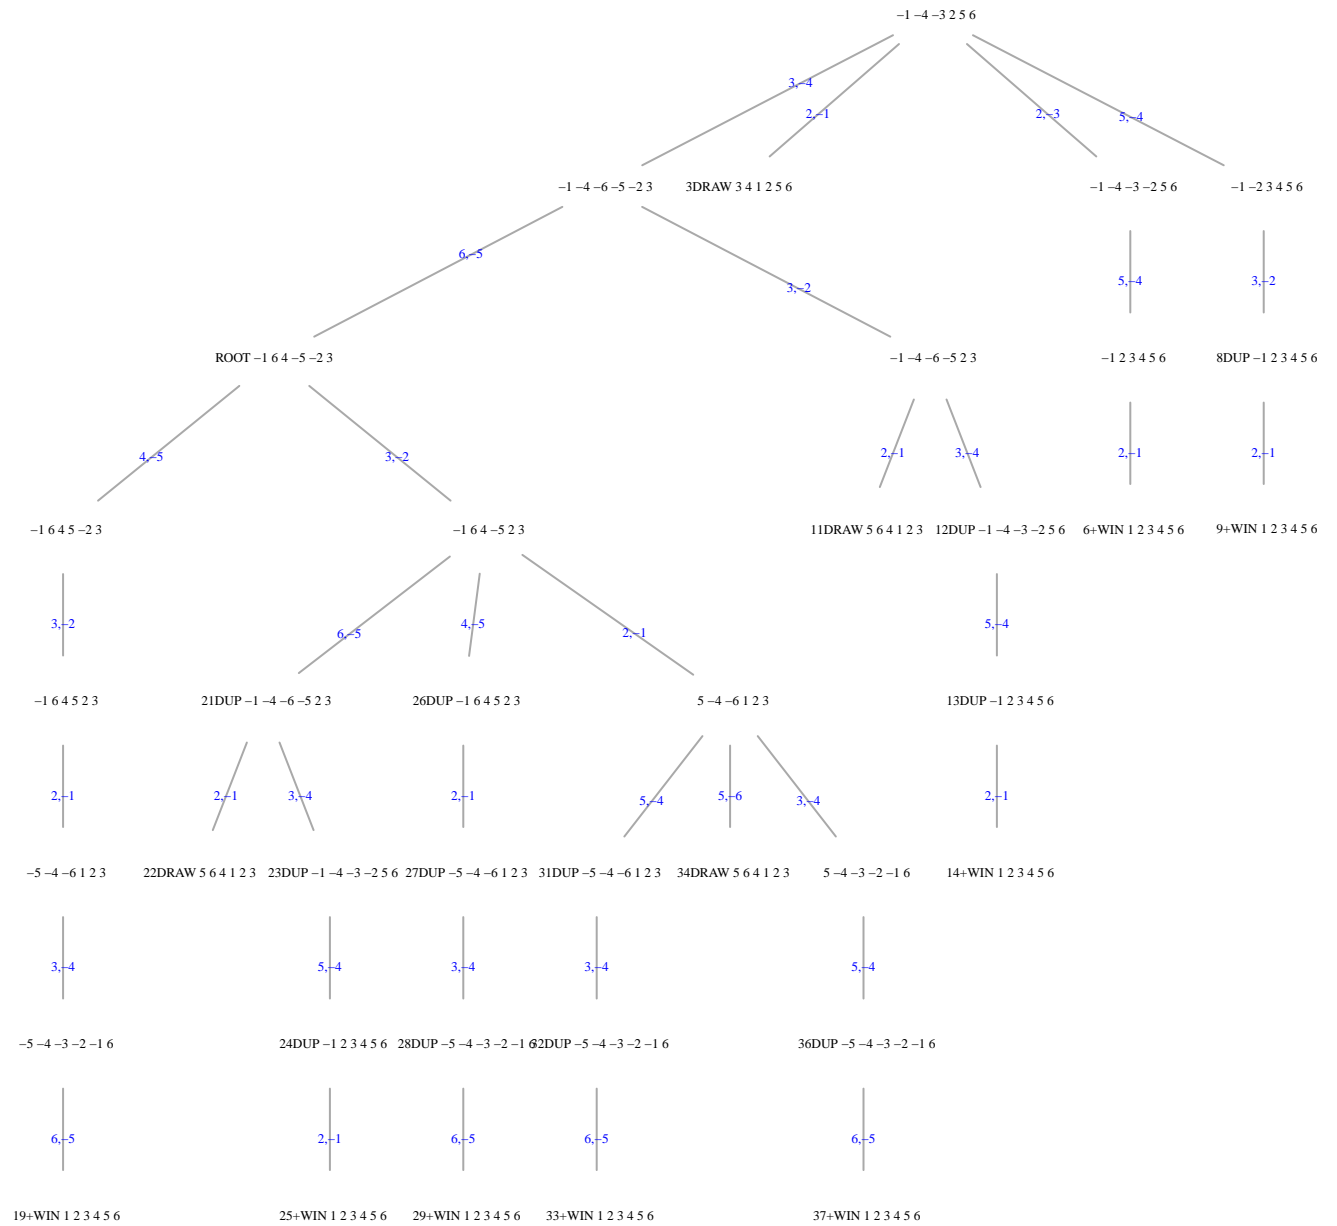 −1 −4 −3 2 5 6
3,−4
2,−1
2,−3
5,−4
−1 −4 −6 −5 −2 3
3DRAW 3 4 1 2 5 6
−1 −4 −3 −2 5 6
−1 −2 3 4 5 6
6,−5
3,−2
5,−4
3,−2
ROOT −1 6 4 −5 −2 3
−1 −4 −6 −5 2 3
−1 2 3 4 5 6
8DUP −1 2 3 4 5 6
4,−5
3,−2
2,−1
3,−4
2,−1
2,−1
−1 6 4 5 −2 3
−1 6 4 −5 2 3
11DRAW 5 6 4 1 2 3
12DUP −1 −4 −3 −2 5 6
6+WIN 1 2 3 4 5 6
9+WIN 1 2 3 4 5 6
3,−2
6,−5
4,−5
2,−1
5,−4
−1 6 4 5 2 3
21DUP −1 −4 −6 −5 2 3
26DUP −1 6 4 5 2 3
5 −4 −6 1 2 3
13DUP −1 2 3 4 5 6
2,−1
2,−1
3,−4
2,−1
5,−4
5,−6
3,−4
2,−1
−5 −4 −6 1 2 3
22DRAW 5 6 4 1 2 3
23DUP −1 −4 −3 −2 5 6
27DUP −5 −4 −6 1 2 3
31DUP −5 −4 −6 1 2 3
34DRAW 5 6 4 1 2 3
5 −4 −3 −2 −1 6
14+WIN 1 2 3 4 5 6
3,−4
5,−4
3,−4
3,−4
5,−4
−5 −4 −3 −2 −1 6
24DUP −1 2 3 4 5 6
28DUP −5 −4 −3 −2 −1 6
32DUP −5 −4 −3 −2 −1 6
36DUP −5 −4 −3 −2 −1 6
6,−5
2,−1
6,−5
6,−5
6,−5
19+WIN 1 2 3 4 5 6
25+WIN 1 2 3 4 5 6
29+WIN 1 2 3 4 5 6
33+WIN 1 2 3 4 5 6
37+WIN 1 2 3 4 5 6